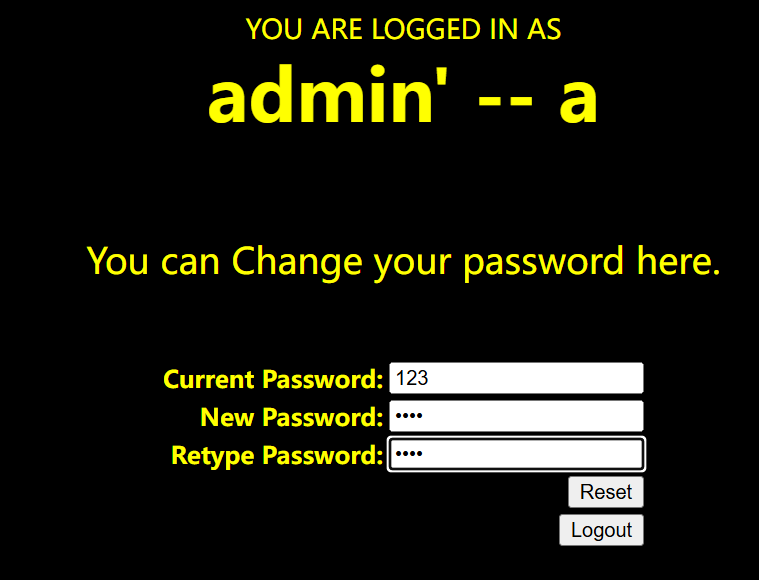 YOU ARE LOGGED IN AS
admin' -- a
You can Change your password here.
Current Password: 123
New Password: ••••
Retype Password: ••••
Reset
Logout